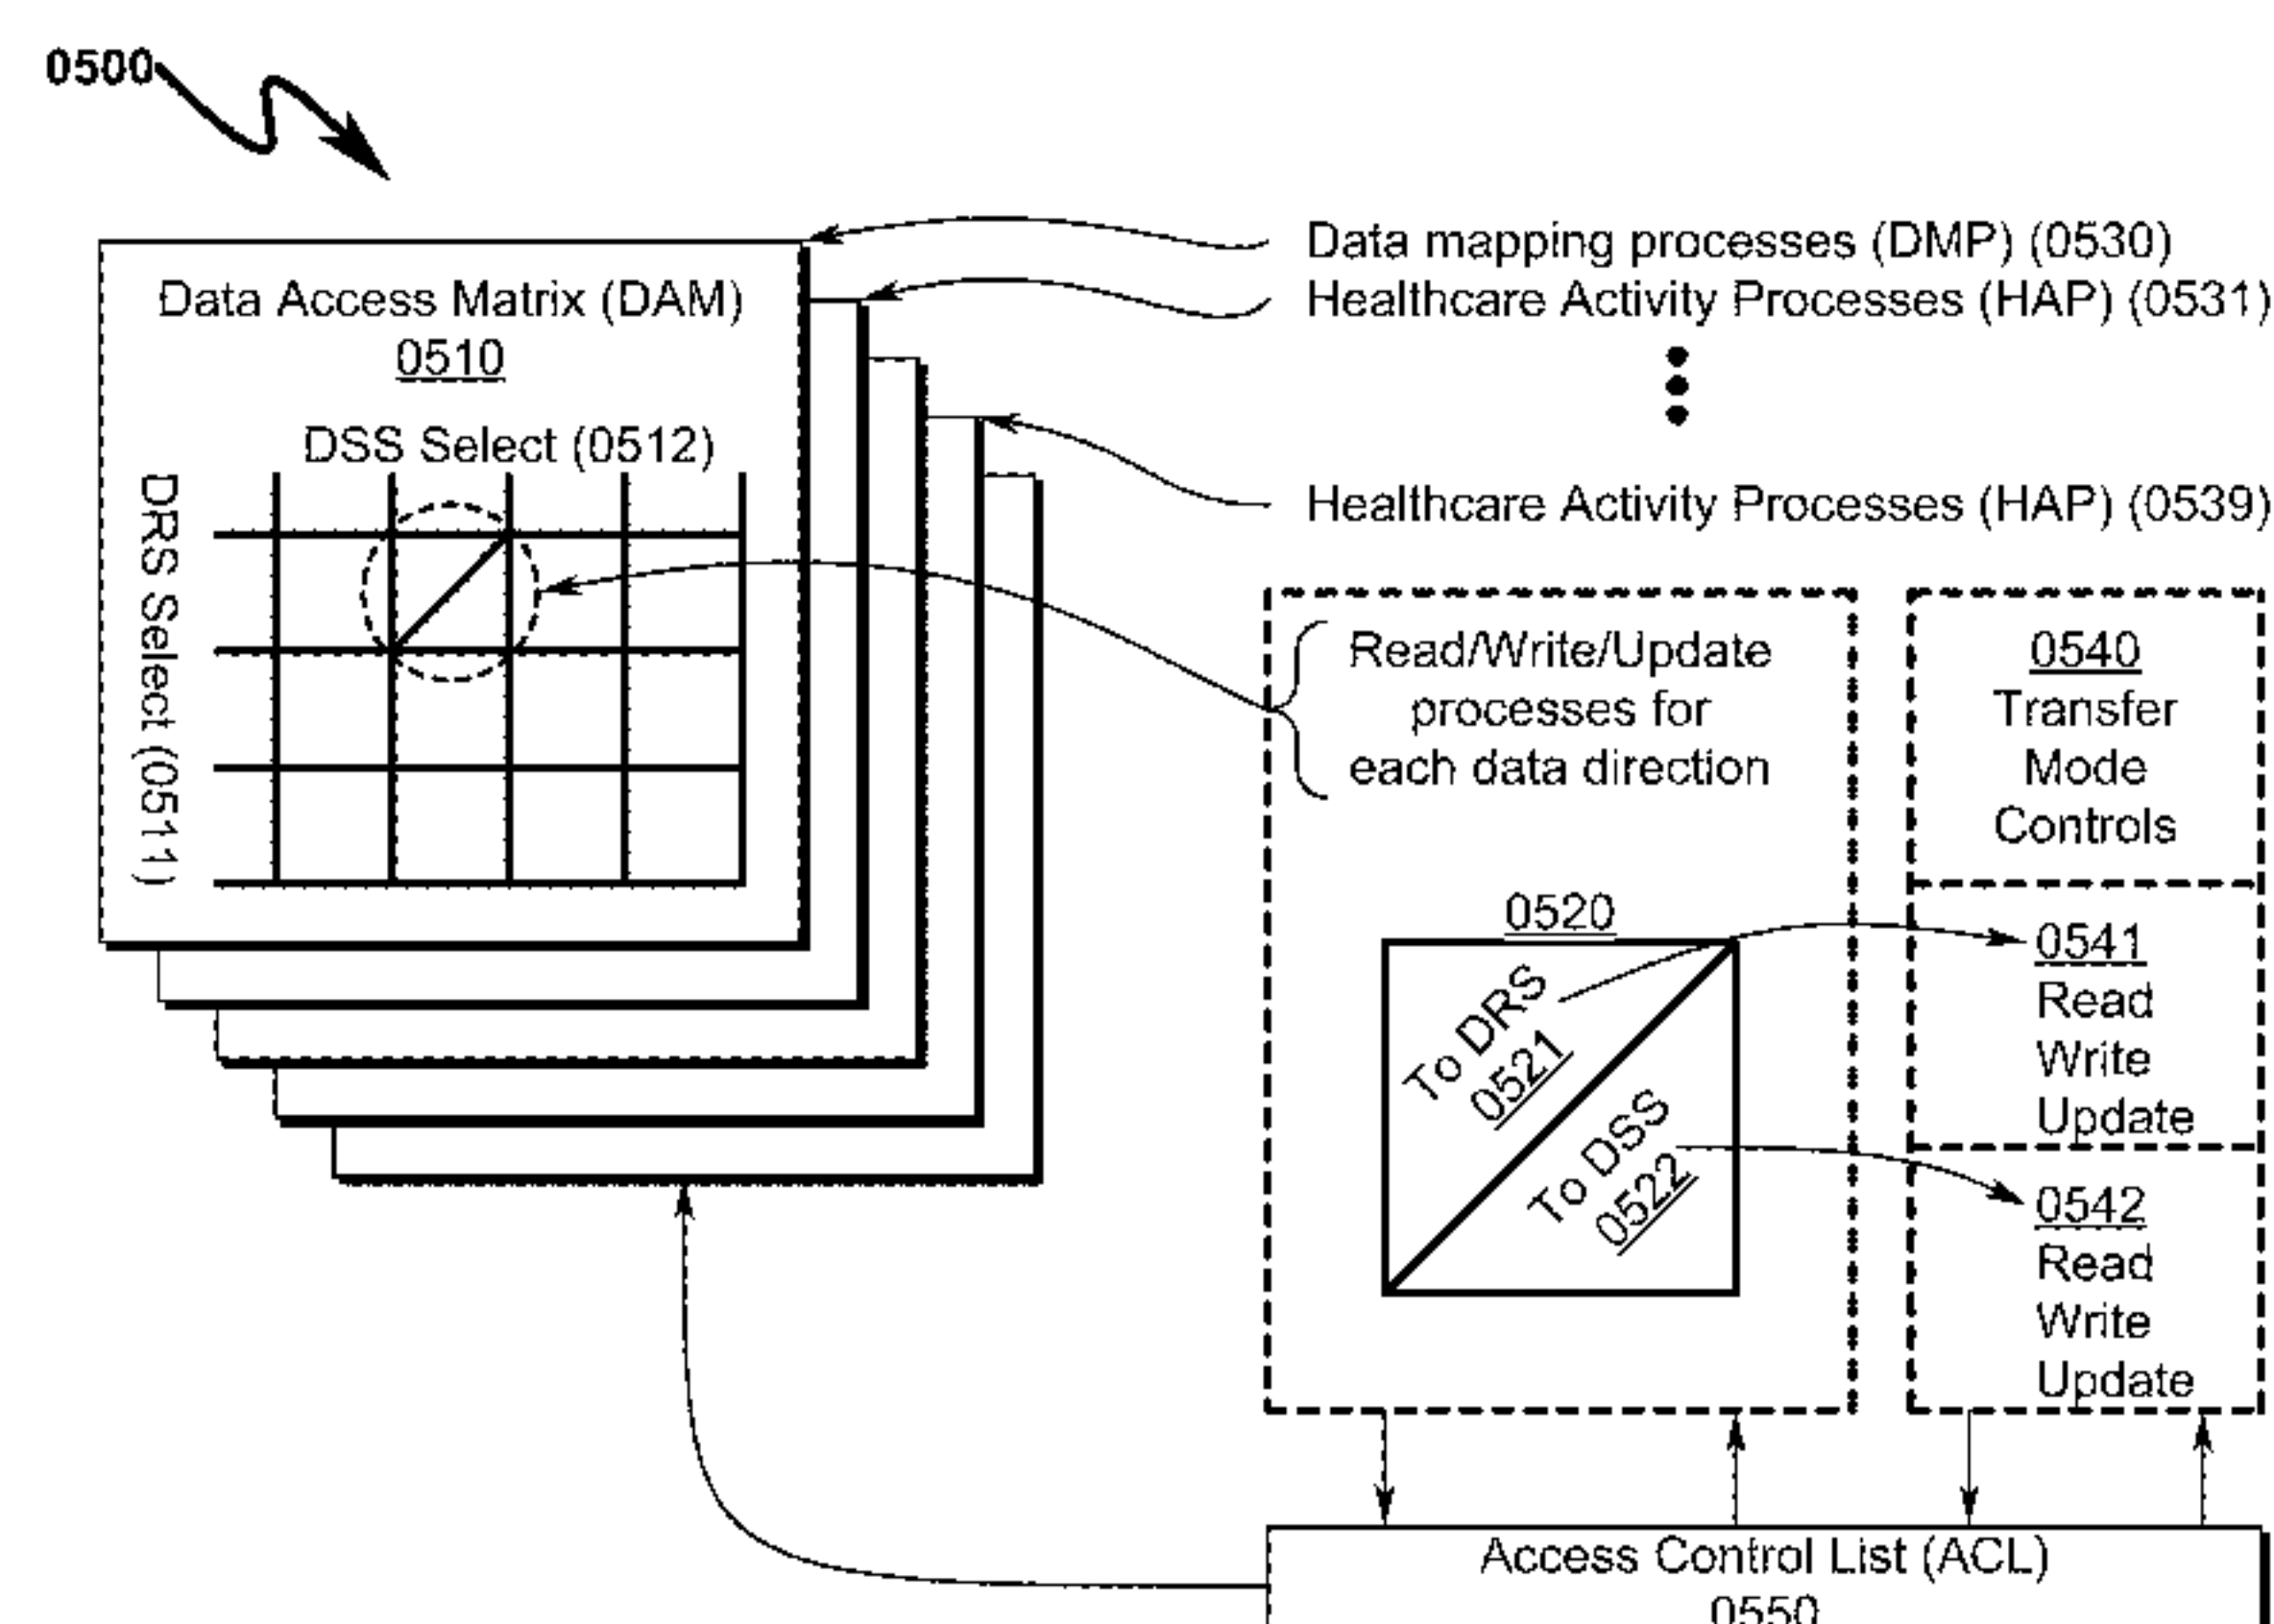 0500
Data mapping processes (DMP) (0530)
Healthcare Activity Processes (HAP) (0531)
Healthcare Activity Processes (HAP) (0539)
Data Access Matrix (DAM)
0510
DSS Select (0512)
DRS Select (0511)
Read/Write/Update
processes for
each data direction
0520
To DRS
0521
To DSS
0522
0540
Transfer
Mode
Controls
0541
Read
Write
Update
0542
Read
Write
Update
Access Control List (ACL)
0550